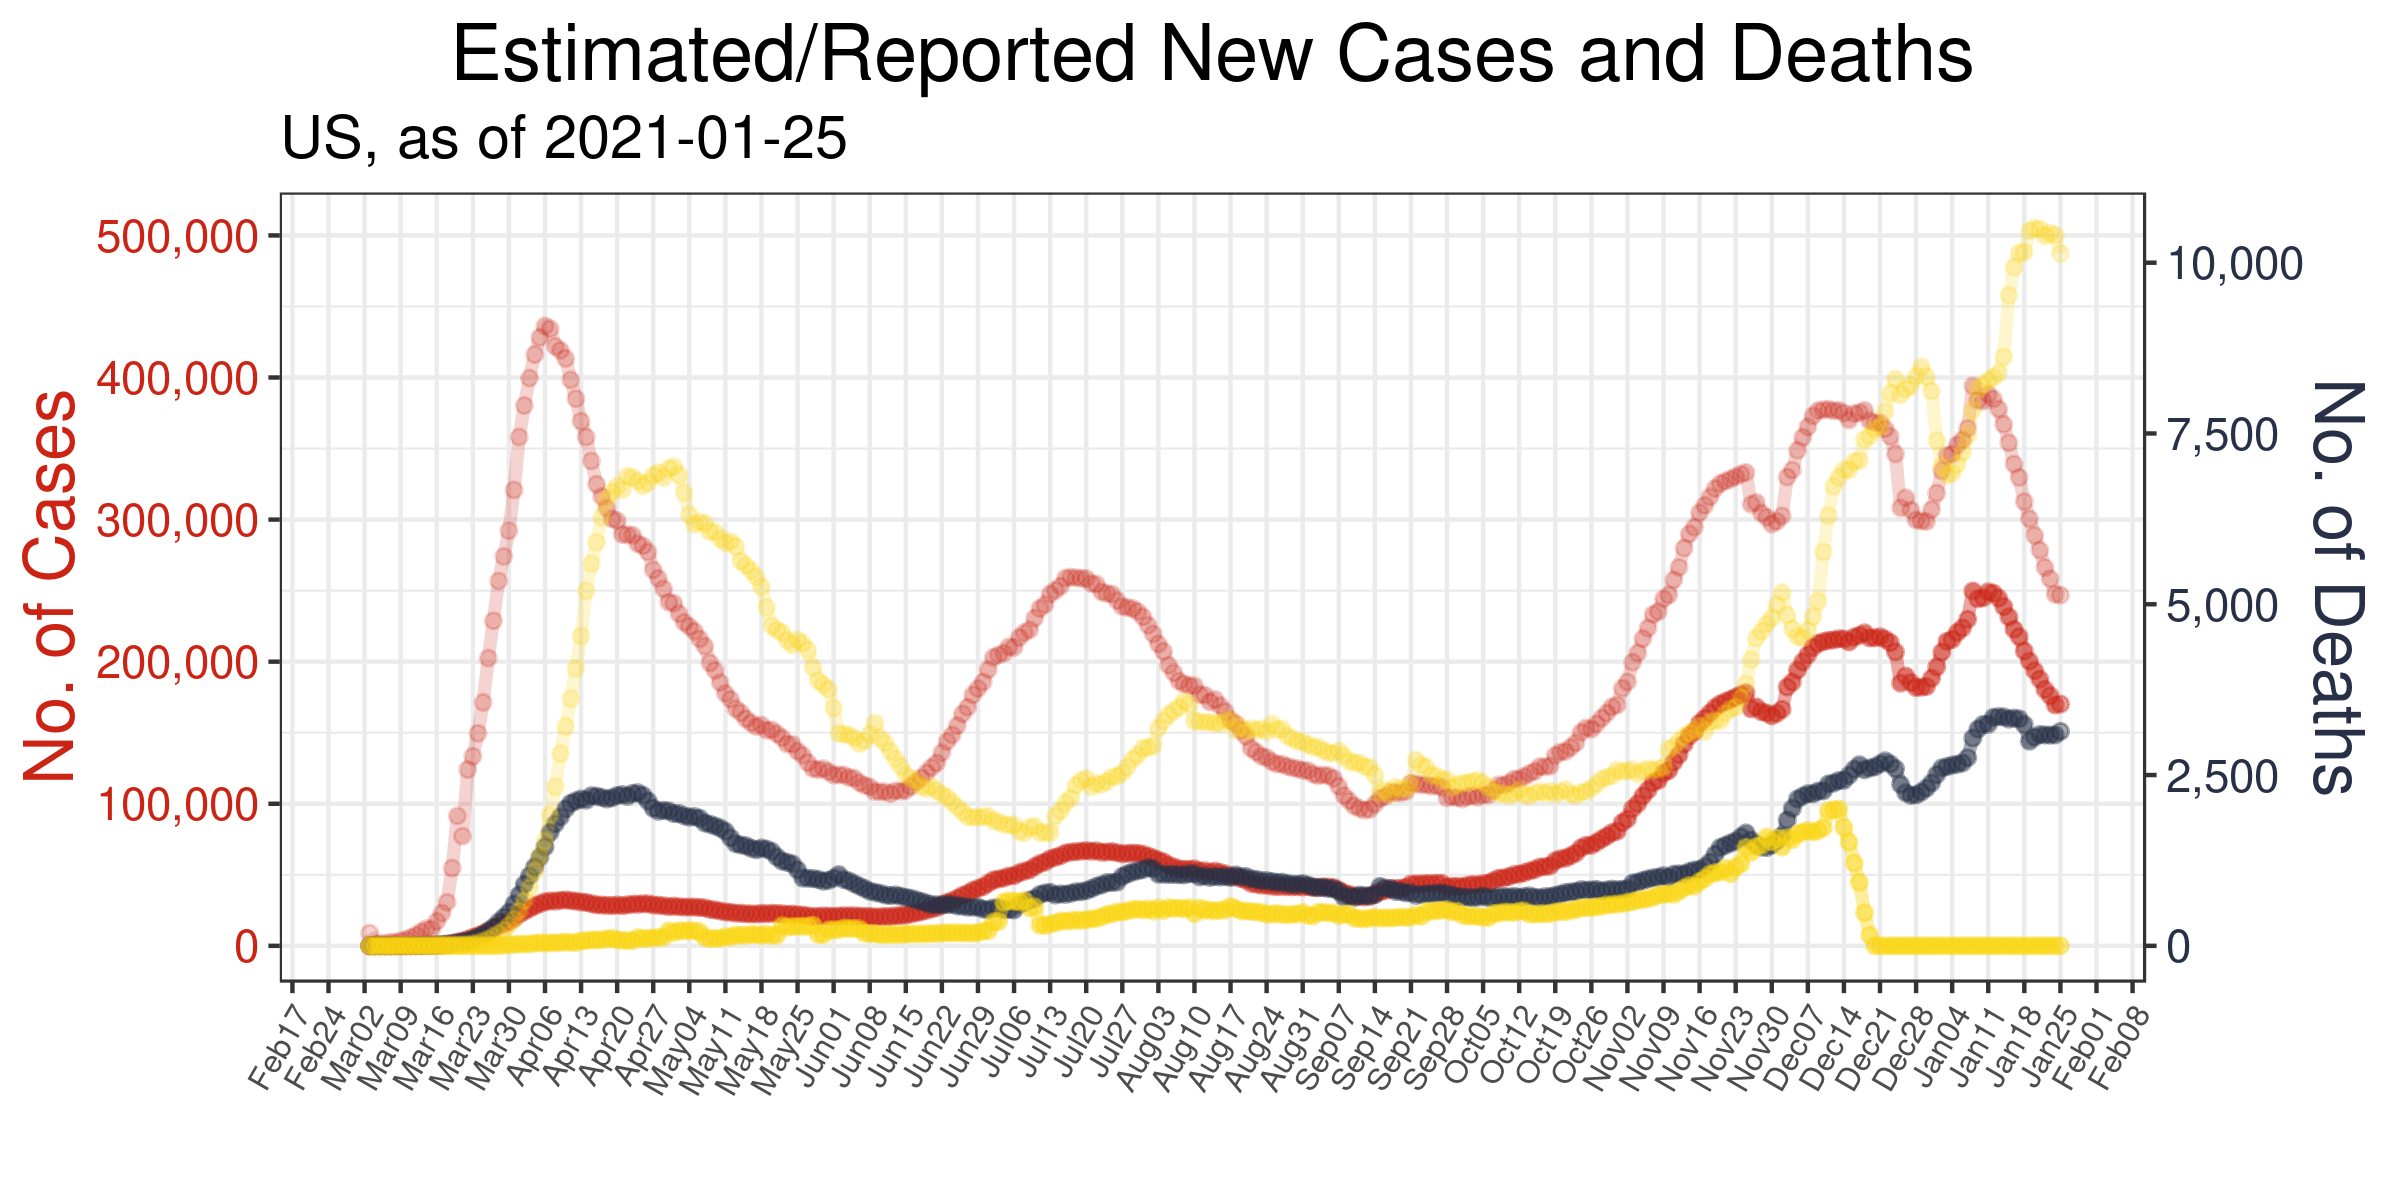 Estimated/Reported New Cases and Deaths
US, as of 2021-01-25
No. of Cases
500,000
400,000
300,000
200,000
100,000
0
10,000
7,500
5,000
2,500
0
No. of Deaths
Feb17
Feb24
Mar02
Mar09
Mar16
Mar23
Mar30
Apr06
Apr13
Apr20
Apr27
May04
May11
May18
May25
Jun01
Jun08
Jun15
Jun22
Jun29
Jul06
Jul13
Jul20
Jul27
Aug03
Aug10
Aug17
Aug24
Aug31
Sep07
Sep14
Sep21
Sep28
Oct05
Oct12
Oct19
Oct26
Nov02
Nov09
Nov16
Nov23
Nov30
Dec07
Dec14
Dec21
Dec28
Jan04
Jan11
Jan18
Jan25
Feb01
Feb08